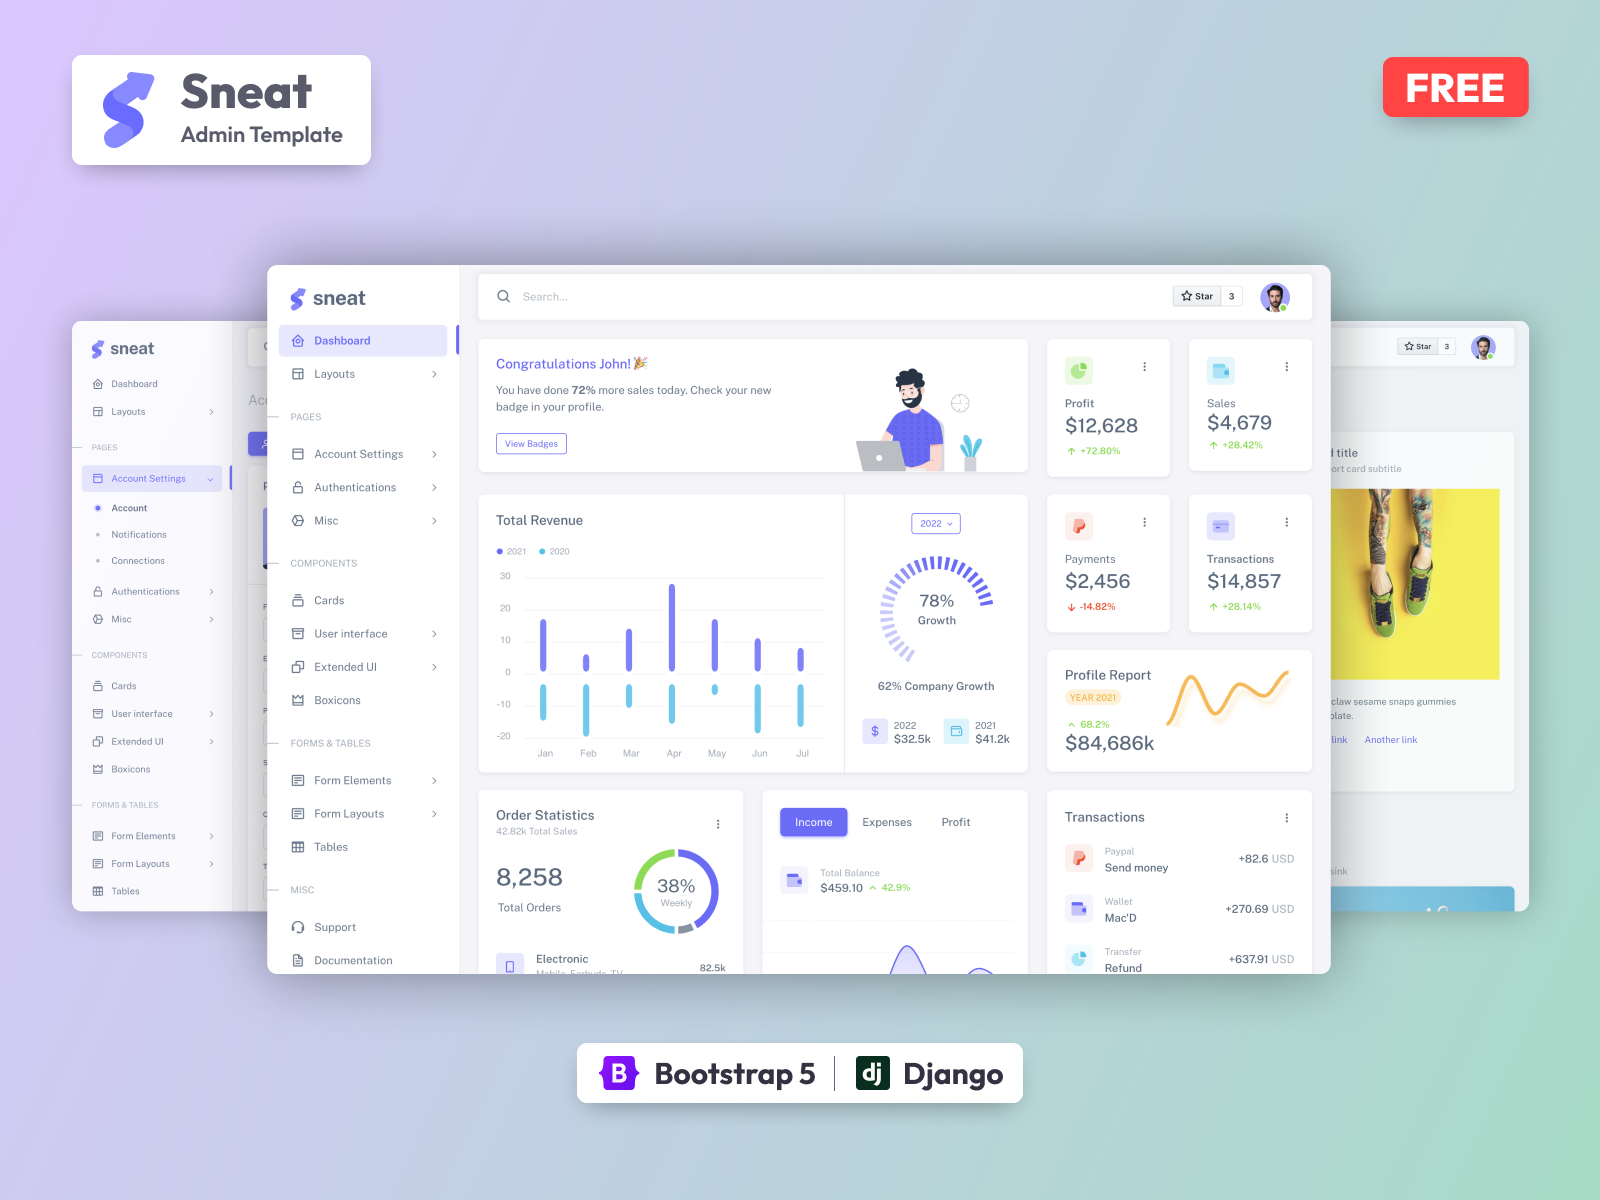 Sneat
Admin Template
FREE
sneat
Dashboard
Layouts
PAGES
Account Settings
Account
Notifications
Connections
Authentications
Misc
COMPONENTS
Cards
User interface
Extended UI
Boxicons
FORMS & TABLES
Form Elements
Form Layouts
Tables
sneat
Dashboard
Layouts
PAGES
Account Settings
Authentications
Misc
COMPONENTS
Cards
User interface
Extended UI
Boxicons
FORMS & TABLES
Form Elements
Form Layouts
Tables
MISC
Support
Documentation
Search...
Star 3
Congratulations John!
You have done 72% more sales today. Check your new
badge in your profile.
View Badges
Profit
$12,628
+72.80%
Sales
$4,679
+28.42%
Total Revenue
2021 2020
30
20
10
0
-10
-20
Jan Feb Mar Apr May Jun Jul
2022
78%
Growth
62% Company Growth
2022
$32.5k
2021
$41.2k
Payments
$2,456
-14.82%
Transactions
$14,857
+28.14%
Profile Report
YEAR 2021
68.2%
$84,686k
Order Statistics
42.82k Total Sales
8,258
Total Orders
38%
Weekly
Electronic
Mobile, Earbuds, TV
82.5k
Income Expenses Profit
Total Balance
$459.10 42.9%
Transactions
Paypal
Send money
+82.6 USD
Wallet
Mac'D
+270.69 USD
Transfer
Refund
+637.91 USD
Star 3
title
card subtitle
claw sesame snaps gummies
link Another link
Bootstrap 5
dj Django